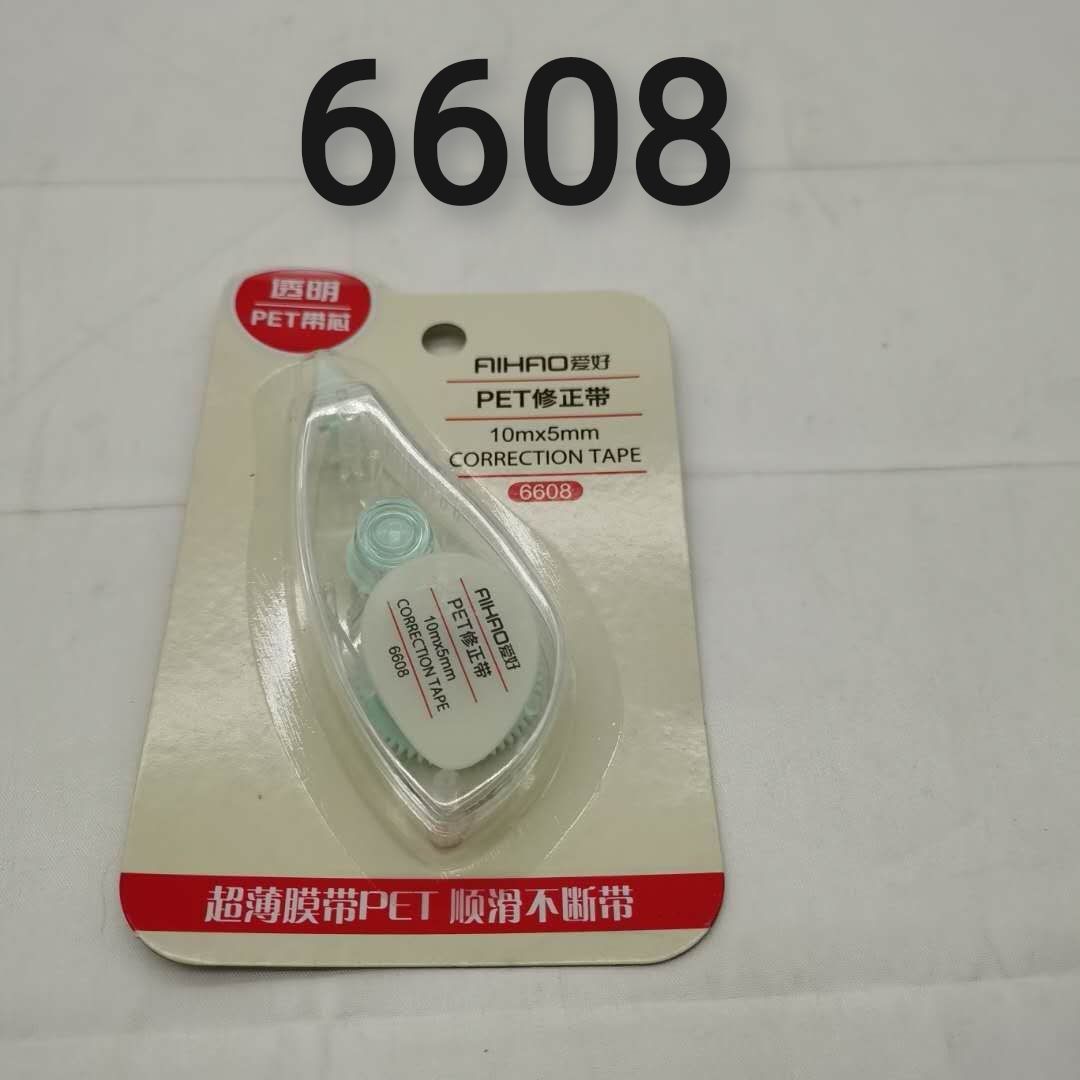 6608
透明
PET带芯
AIHAO爱好
PET修正带
10mx5mm
CORRECTION TAPE
6608
AIHAO爱好
PET修正带
10mx5mm
CORRECTION TAPE
6608
超薄膜带PET 顺滑不断带